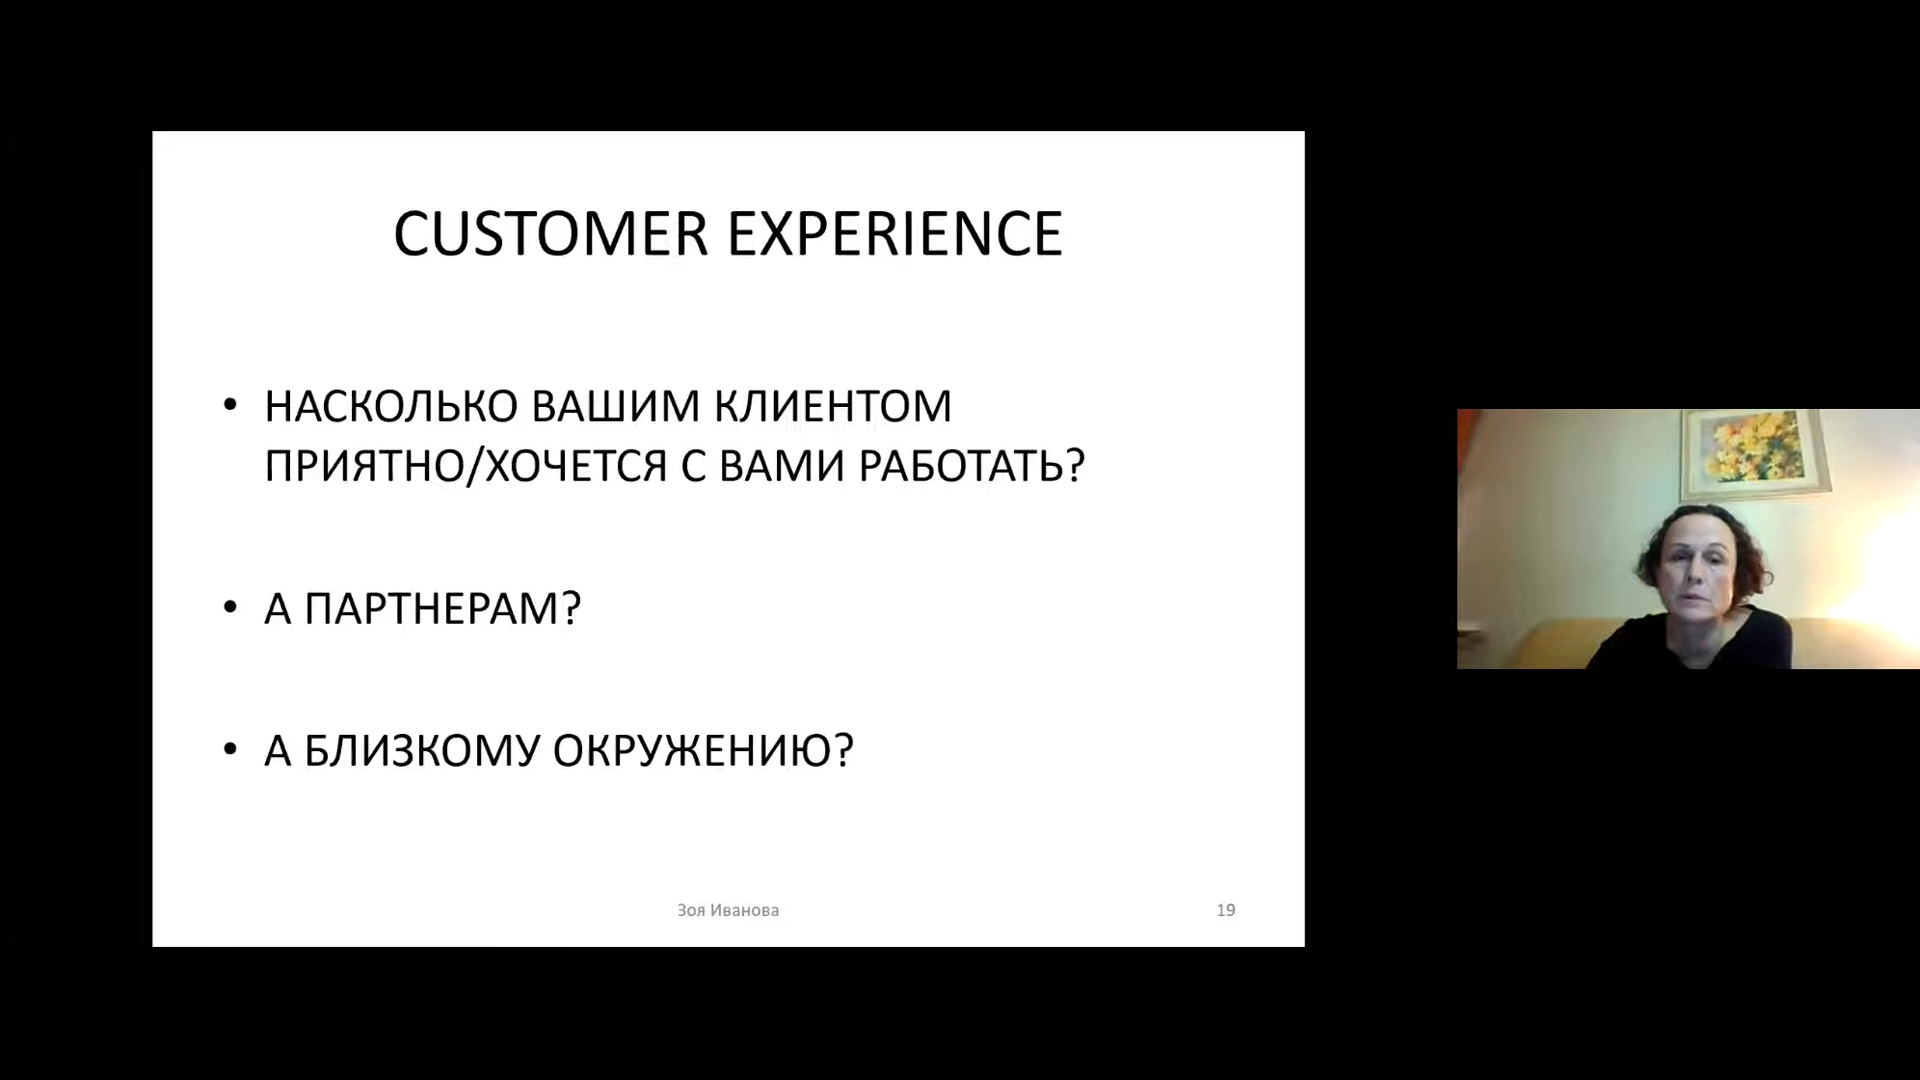 CUSTOMER EXPERIENCE
• НАСКОЛЬКО ВАШИМ КЛИЕНТОМ
ПРИЯТНО/ХОЧЕТСЯ С ВАМИ РАБОТАТЬ?
• А ПАРТНЕРАМ?
• А БЛИЗКОМУ ОКРУЖЕНИЮ?
Зоя Иванова
19